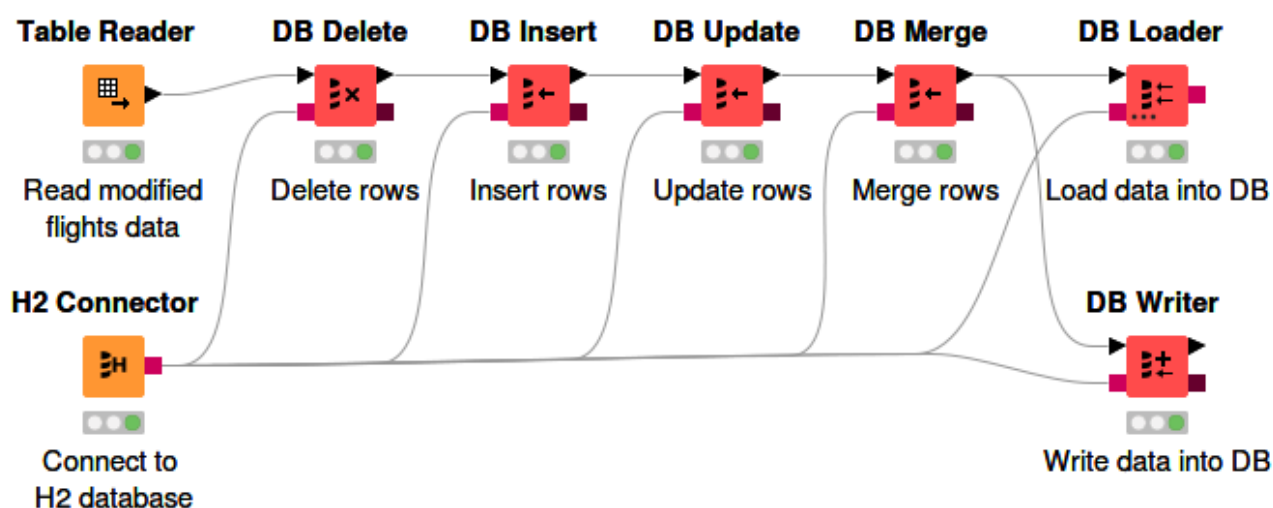 Table Reader
DB Delete
DB Insert
DB Update
DB Merge
DB Loader
Read modified
flights data
Delete rows
Insert rows
Update rows
Merge rows
Load data into DB
H2 Connector
DB Writer
H
Connect to
H2 database
Write data into DB